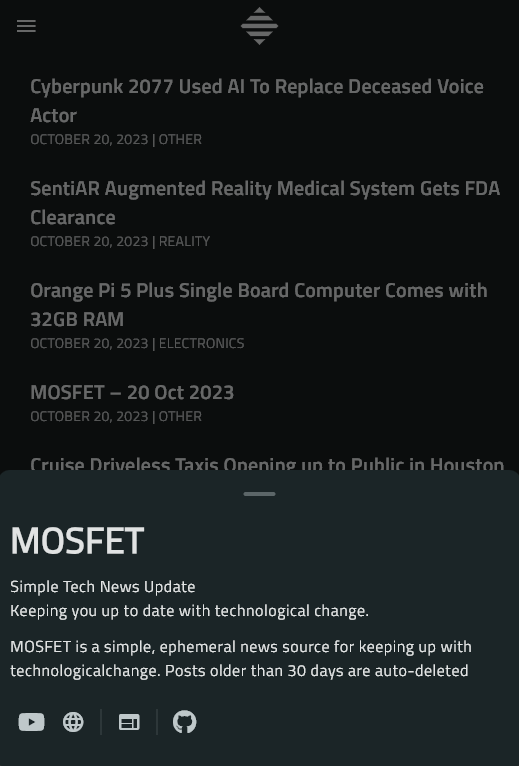 Cyberpunk 2077 Used AI To Replace Deceased Voice
Actor
OCTOBER 20, 2023 | OTHER
SentiAR Augmented Reality Medical System Gets FDA
Clearance
OCTOBER 20, 2023 | REALITY
Orange Pi 5 Plus Single Board Computer Comes with
32GB RAM
OCTOBER 20, 2023 | ELECTRONICS
MOSFET – 20 Oct 2023
OCTOBER 20, 2023 | OTHER
Cruise Driveless Taxis Opening up to Public in Houston
MOSFET
Simple Tech News Update
Keeping you up to date with technological change.
MOSFET is a simple, ephemeral news source for keeping up with
technologicalchange. Posts older than 30 days are auto-deleted